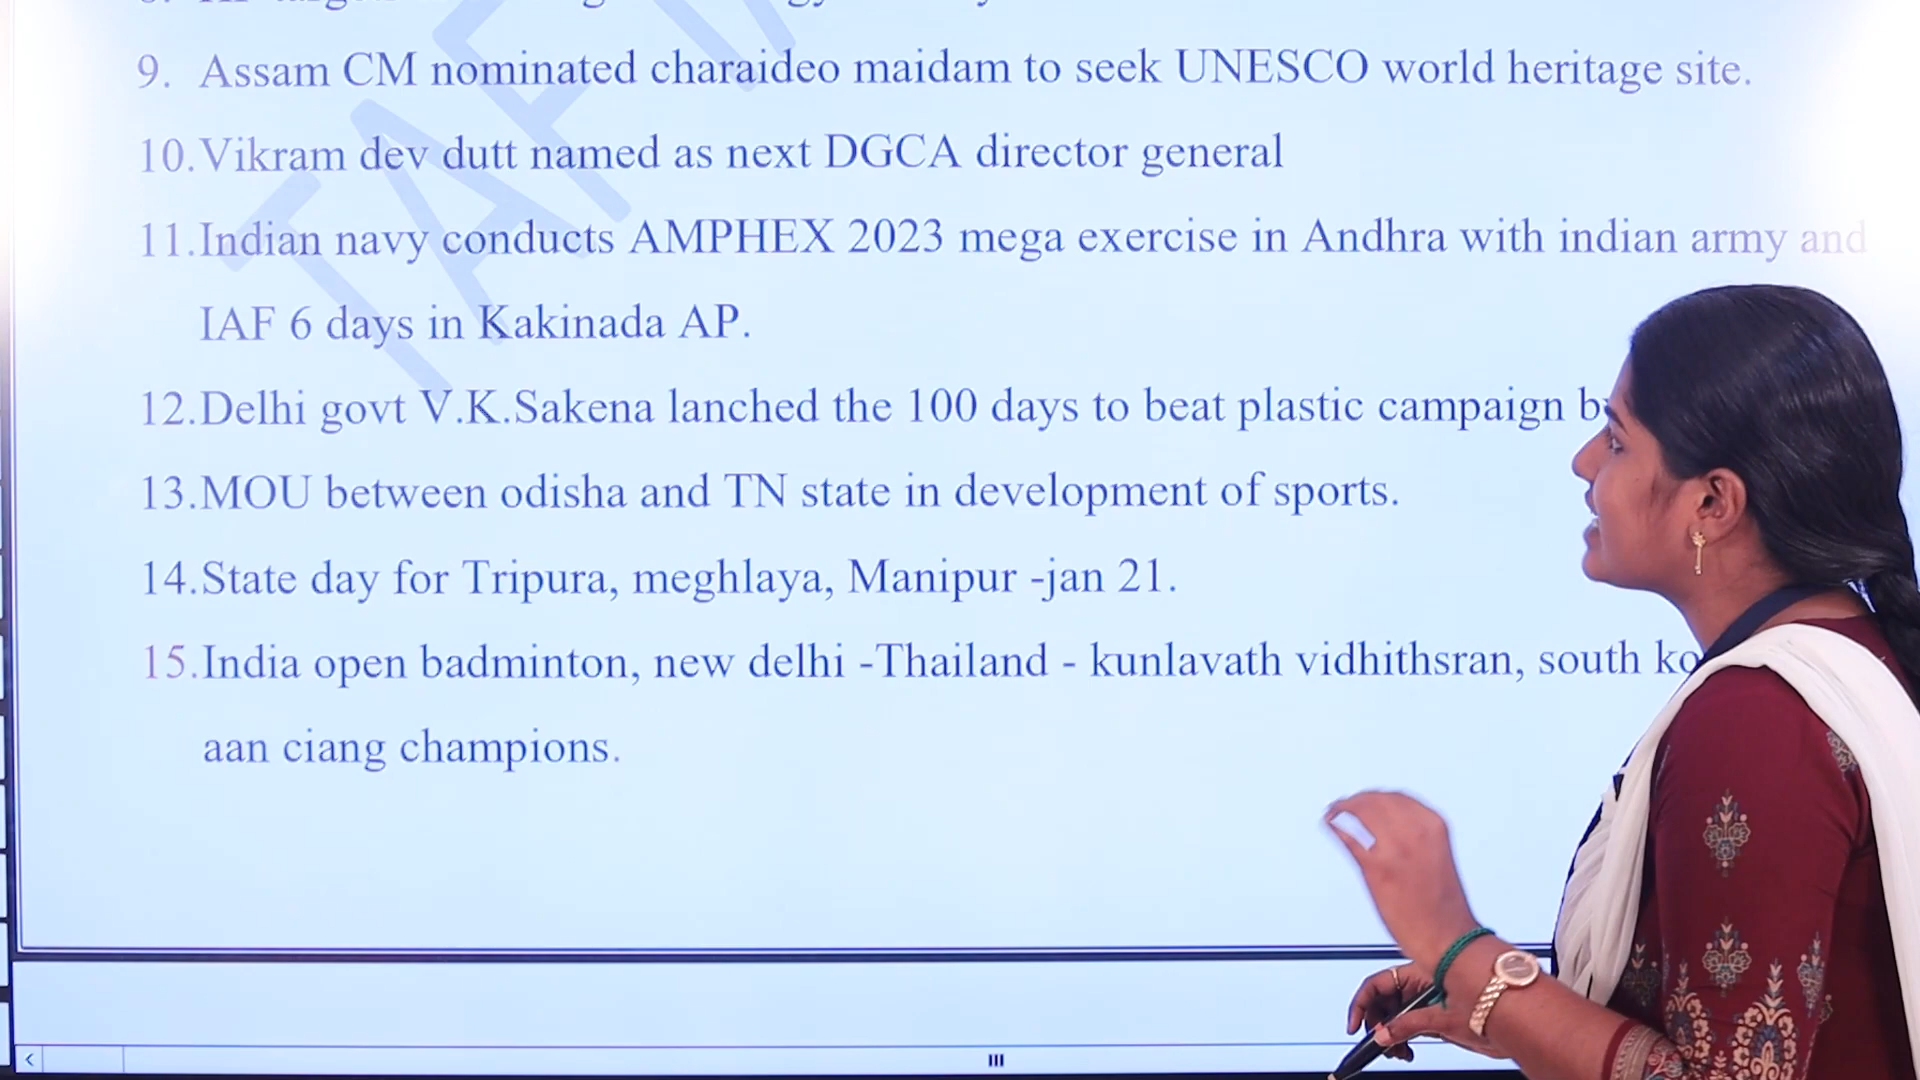 9. Assam CM nominated charaideo maidam to seek UNESCO world heritage site.
10. Vikram dev dutt named as next DGCA director general
11. Indian navy conducts AMPHEX 2023 mega exercise in Andhra with indian army and
IAF 6 days in Kakinada AP.
12. Delhi govt V.K.Sakena lanched the 100 days to beat plastic campaign
13. MOU between odisha and TN state in development of sports.
14. State day for Tripura, meghlaya, Manipur -jan 21.
15. India open badminton, new delhi -Thailand - kunlavath vidhithsran, south
aan ciang champions.